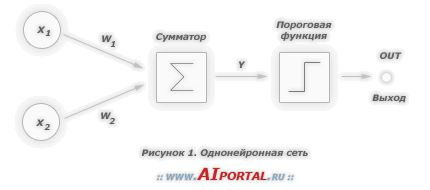 X1
W1
Сумматор
Пороговая
функция
Y
OUT
Выход
X2
W2
Рисунок 1. Однонейронная сеть
:: www.AIPORTAL.RU ::